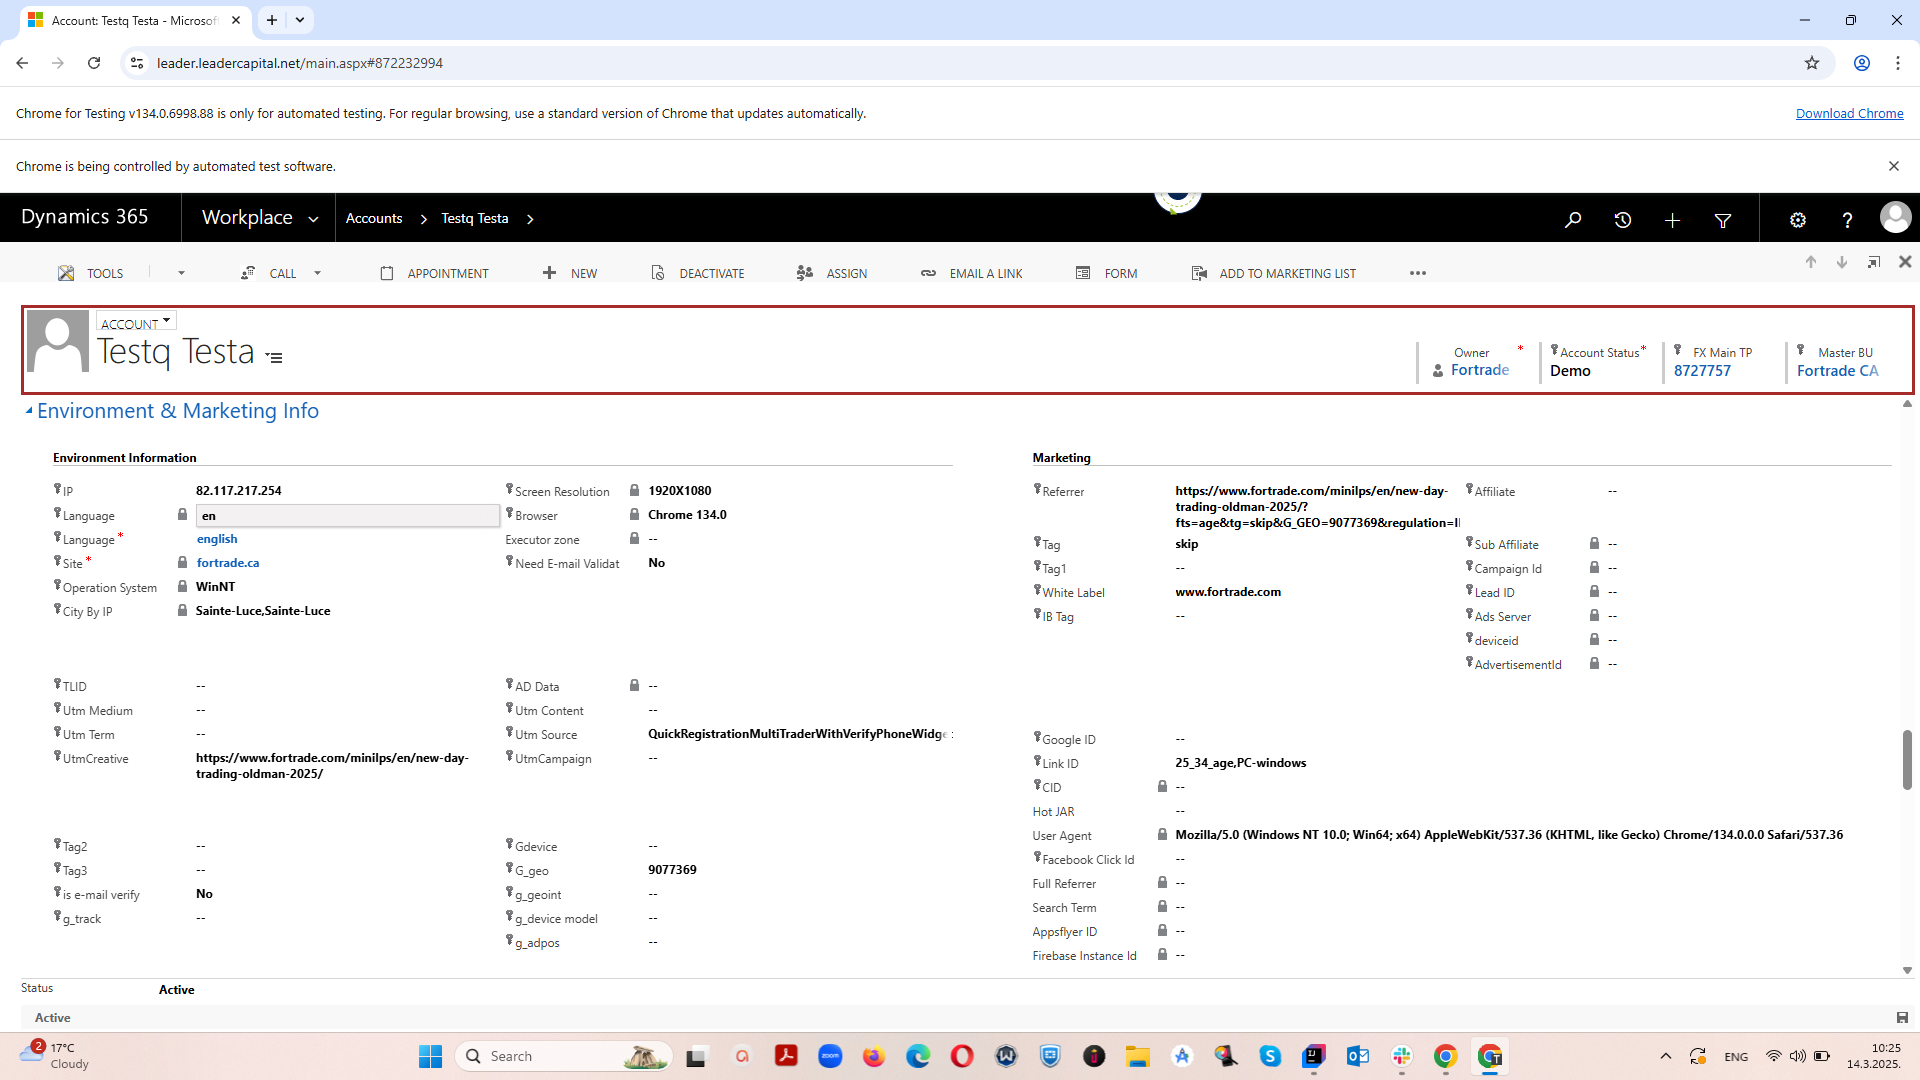 Account: Testq Testa - Microsof
leader.leadercapital.net/main.aspx#872232994
Chrome for Testing v134.0.6998.88 is only for automated testing. For regular browsing, use a standard version of Chrome that updates automatically.
Download Chrome
Chrome is being controlled by automated test software.
Dynamics 365
Workplace
Accounts
Testq Testa
TOOLS
CALL
APPOINTMENT
NEW
DEACTIVATE
ASSIGN
EMAIL A LINK
FORM
ADD TO MARKETING LIST
ACCOUNT
Testq Testa
Owner *
Fortrade
Account Status *
Demo
FX Main TP
8727757
Master BU
Fortrade CA
Environment & Marketing Info
Environment Information
IP 82.117.217.254
Language en
Language * english
Site * fortrade.ca
Operation System WinNT
City By IP Sainte-Luce,Sainte-Luce
Screen Resolution 1920X1080
Browser Chrome 134.0
Executor zone --
Need E-mail Validat No
TLID --
Utm Medium --
Utm Term --
UtmCreative https://www.fortrade.com/minilps/en/new-day-
trading-oldman-2025/
AD Data --
Utm Content --
Utm Source QuickRegistrationMultiTraderWithVerifyPhoneWidge
UtmCampaign --
Tag2 --
Tag3 --
is e-mail verify No
g_track --
Gdevice --
G_geo 9077369
g_geoint --
g_device model --
g_adpos --
Marketing
Referrer https://www.fortrade.com/minilps/en/new-day-
trading-oldman-2025/?
fts=age&tg=skip&G_GEO=9077369&regulation=II
Tag skip
Tag1 --
White Label www.fortrade.com
IB Tag --
Affiliate --
Sub Affiliate --
Campaign Id --
Lead ID --
Ads Server --
deviceid --
AdvertisementId --
Google ID --
Link ID 25_34_age,PC-windows
CID --
Hot JAR --
User Agent Mozilla/5.0 (Windows NT 10.0; Win64; x64) AppleWebKit/537.36 (KHTML, like Gecko) Chrome/134.0.0.0 Safari/537.36
Facebook Click Id --
Full Referrer --
Search Term --
Appsflyer ID --
Firebase Instance Id --
Status Active
Active
2
17°C
Cloudy
Search
zoom
ENG
10:25
14.3.2025.